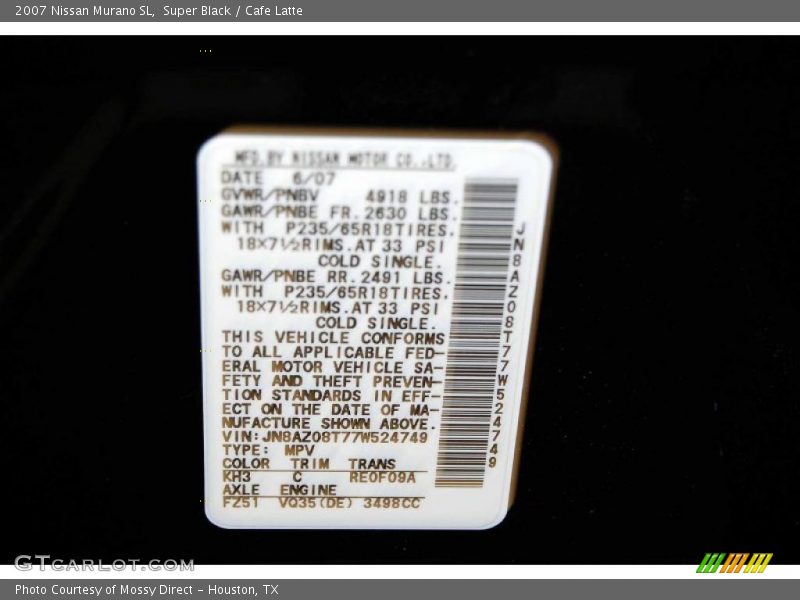 2007 Nissan Murano SL, Super Black / Cafe Latte
MFD.BY NISSAN MOTOR CO.,LTD.
DATE 6/07
GVWR/PNBV 4918 LBS.
GAWR/PNBE FR. 2630 LBS.
WITH P235/65R18TIRES.
18×7½RIMS.AT 33 PSI
COLD SINGLE.
GAWR/PNBE RR. 2491 LBS.
WITH P235/65R18TIRES.
18×7½RIMS.AT 33 PSI
COLD SINGLE.
THIS VEHICLE CONFORMS
TO ALL APPLICABLE FED-
ERAL MOTOR VEHICLE SA-
FETY AND THEFT PREVEN-
TION STANDARDS IN EFF-
ECT ON THE DATE OF MA-
NUFACTURE SHOWN ABOVE.
VIN:JN8AZ08T77W524749
TYPE: MPV
COLOR TRIM TRANS
KH3 C RE0F09A
AXLE ENGINE
FZ51 VQ35(DE) 3498CC
JN8AZ08T77W524749
GTCARLOT.COM
Photo Courtesy of Mossy Direct – Houston, TX